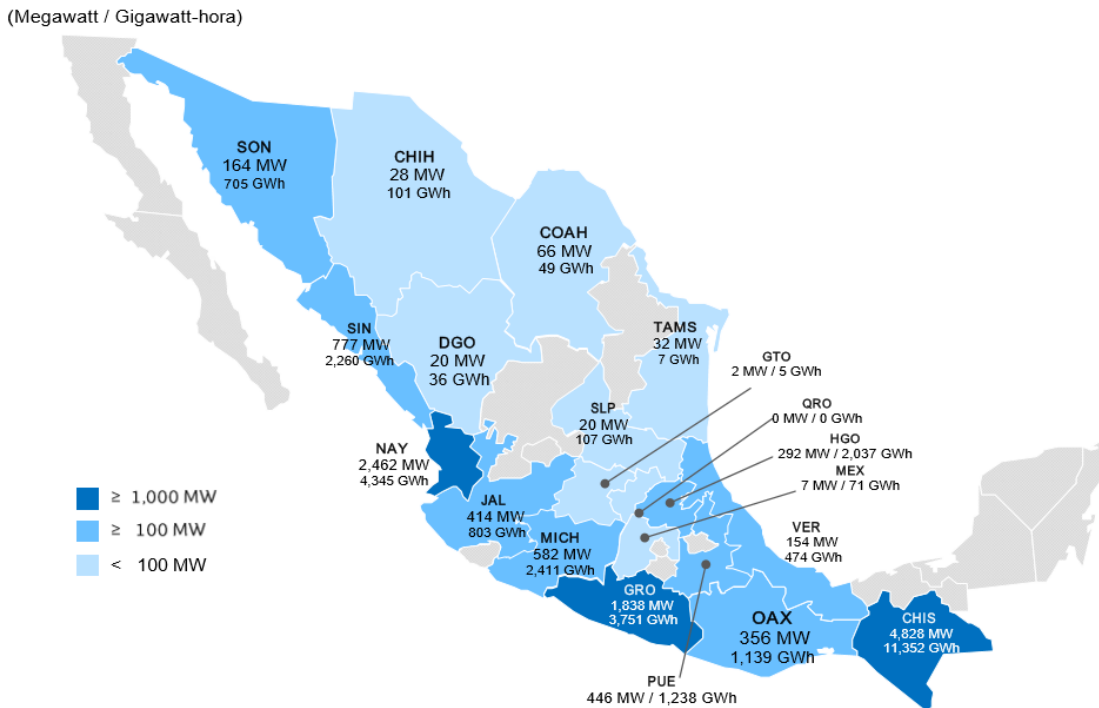 (Megawatt / Gigawatt-hora)
SON
164 MW
705 GWh
CHIH
28 MW
101 GWh
COAH
66 MW
49 GWh
SIN
777 MW
2,260 GWh
DGO
20 MW
36 GWh
TAMS
32 MW
7 GWh
GTO
2 MW / 5 GWh
QRO
0 MW / 0 GWh
SLP
20 MW
107 GWh
HGO
292 MW / 2,037 GWh
NAY
2,462 MW
4,345 GWh
MEX
7 MW / 71 GWh
JAL
414 MW
803 GWh
MICH
582 MW
2,411 GWh
VER
154 MW
474 GWh
≥ 1,000 MW
≥ 100 MW
< 100 MW
GRO
1,838 MW
3,751 GWh
OAX
356 MW
1,139 GWh
CHIS
4,828 MW
11,352 GWh
PUE
446 MW / 1,238 GWh